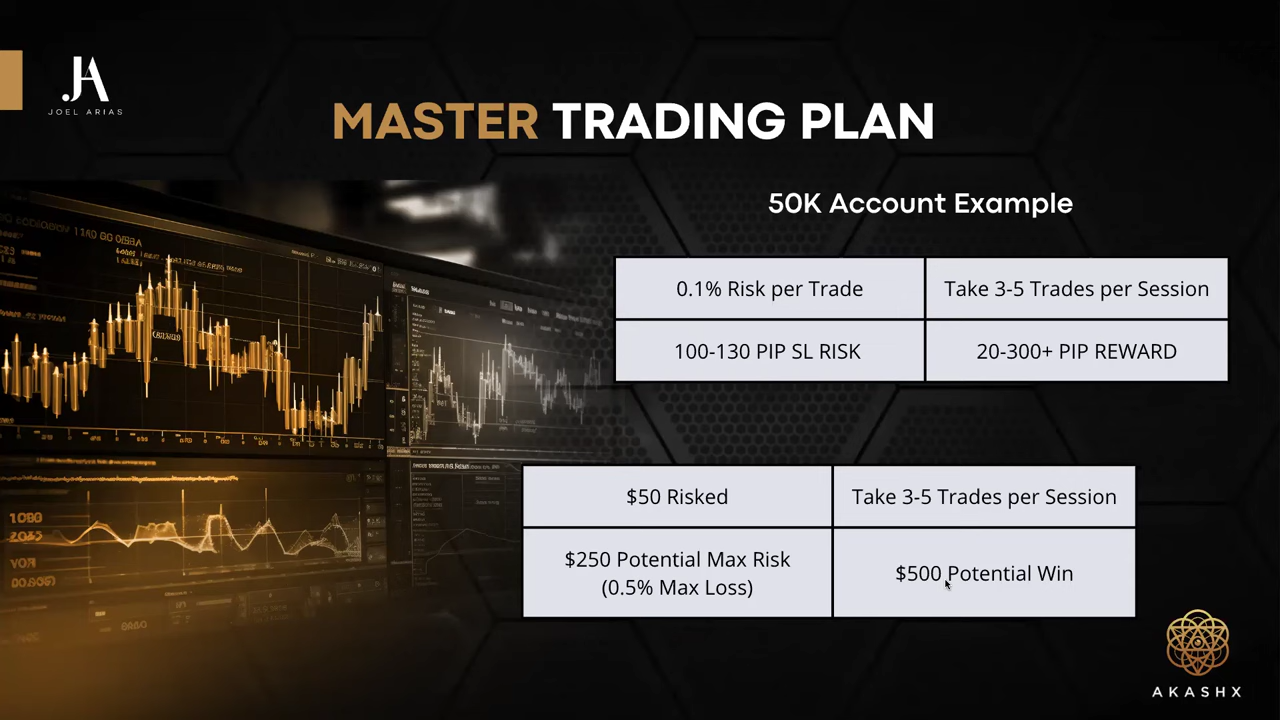 JA
JOEL ARIAS
MASTER TRADING PLAN
50K Account Example
0.1% Risk per Trade
Take 3-5 Trades per Session
100-130 PIP SL RISK
20-300+ PIP REWARD
$50 Risked
Take 3-5 Trades per Session
$250 Potential Max Risk
(0.5% Max Loss)
$500 Potential Win
AKASHX